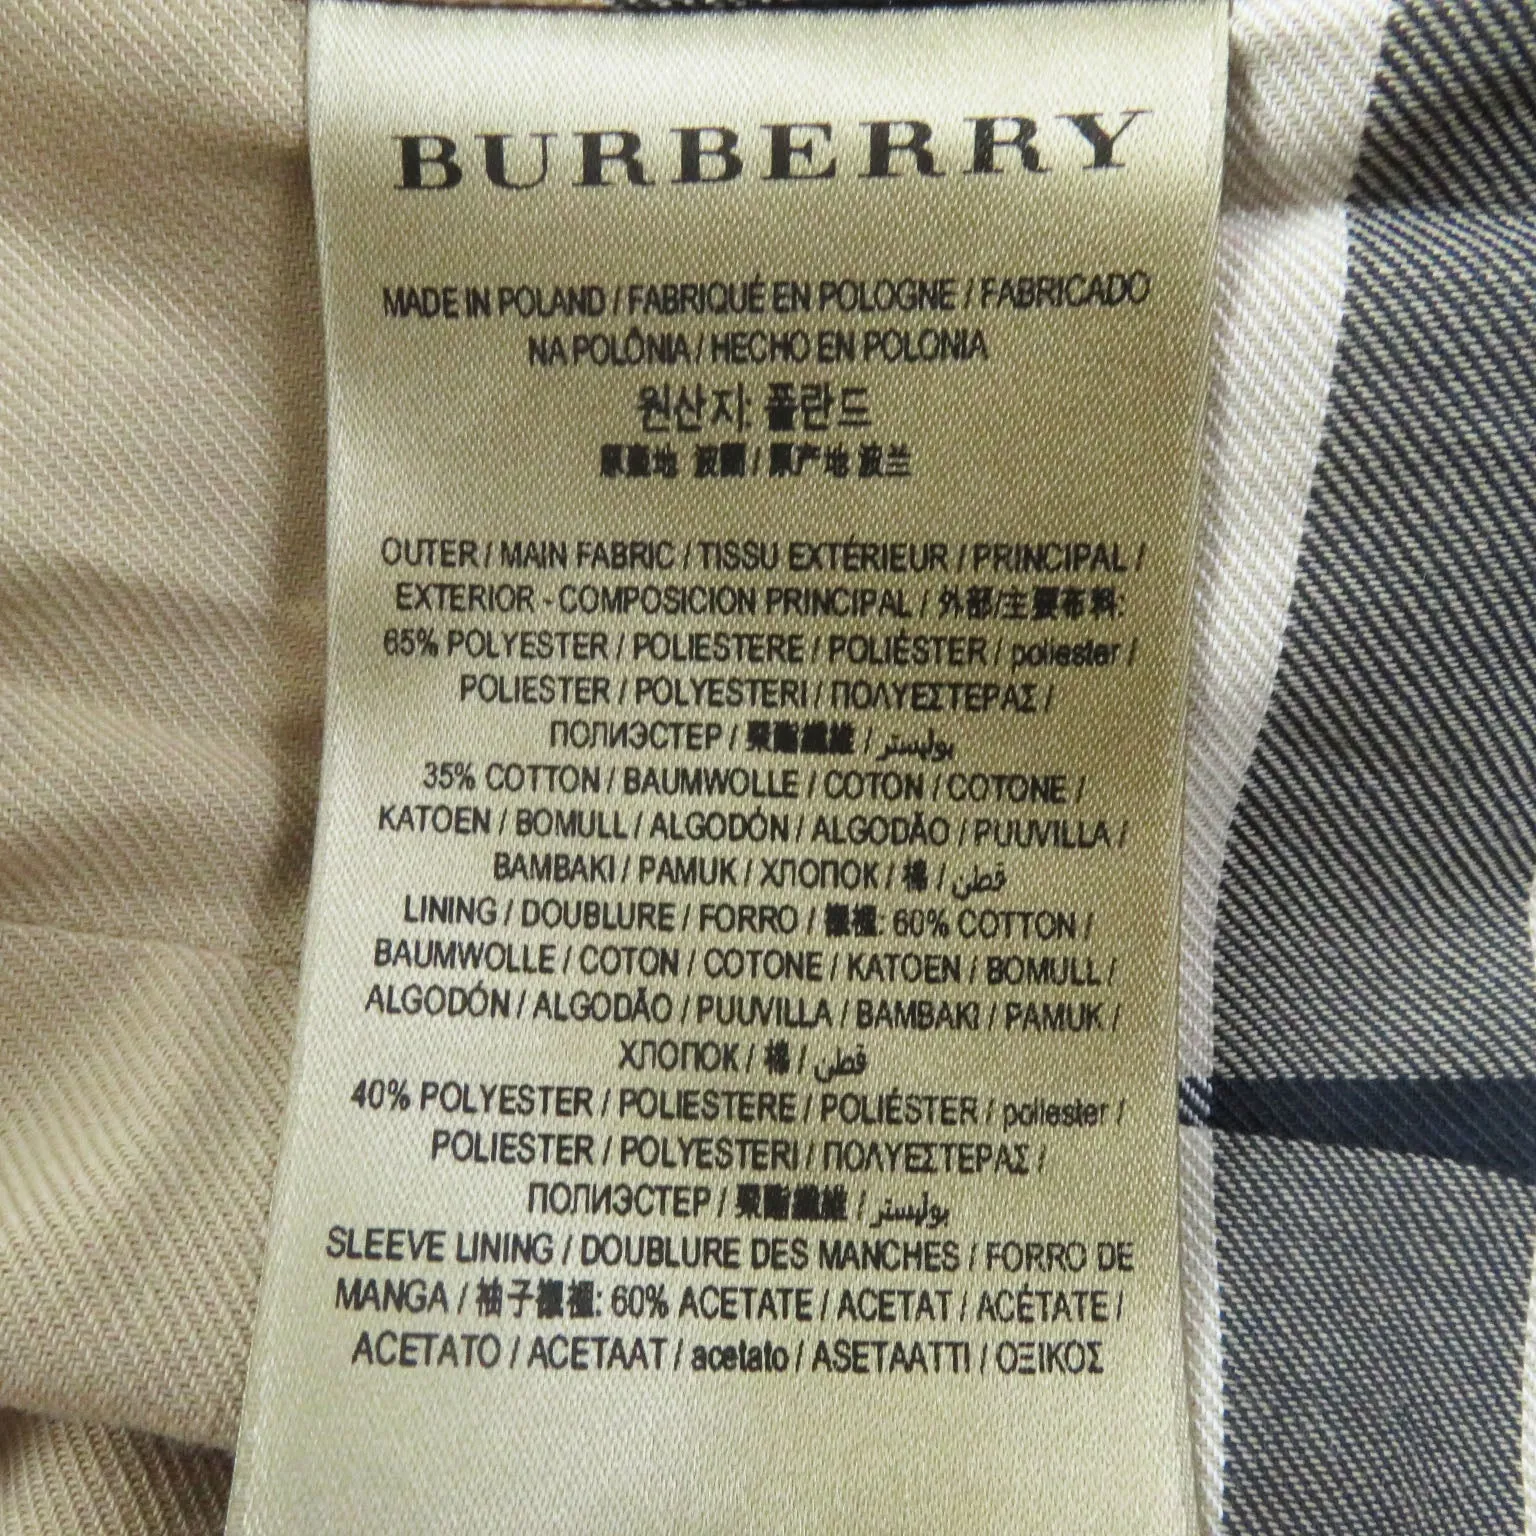 BURBERRY
MADE IN POLAND / FABRIQUÉ EN POLOGNE / FABRICADO
NA POLÔNIA / HECHO EN POLONIA
원산지: 폴란드
原產地 波蘭 / 原产地 波兰
OUTER / MAIN FABRIC / TISSU EXTÉRIEUR / PRINCIPAL /
EXTERIOR - COMPOSICION PRINCIPAL / 外部/主要布料:
65% POLYESTER / POLIESTERE / POLIÉSTER / poliester /
POLIESTER / POLYESTERI / ΠΟΛΥΕΣΤΕΡΑΣ /
ПОЛИЭСТЕР / 聚酯纖維 / بوليستر
35% COTTON / BAUMWOLLE / COTON / COTONE /
KATOEN / BOMULL / ALGODÓN / ALGODÃO / PUUVILLA /
BAMBAKI / PAMUK / ХЛОПОК / 棉 / قطن
LINING / DOUBLURE / FORRO / 襯裡: 60% COTTON /
BAUMWOLLE / COTON / COTONE / KATOEN / BOMULL /
ALGODÓN / ALGODÃO / PUUVILLA / BAMBAKI / PAMUK /
ХЛОПОК / 棉 / قطن
40% POLYESTER / POLIESTERE / POLIÉSTER / poliester /
POLIESTER / POLYESTERI / ΠΟΛΥΕΣΤΕΡΑΣ /
ПОЛИЭСТЕР / 聚酯纖維 / بوليستر
SLEEVE LINING / DOUBLURE DES MANCHES / FORRO DE
MANGA / 袖子襯裡: 60% ACETATE / ACETAT / ACÉTATE /
ACETATO / ACETAAT / acetato / ASETAATTI / ΟΞΙΚΟΣ